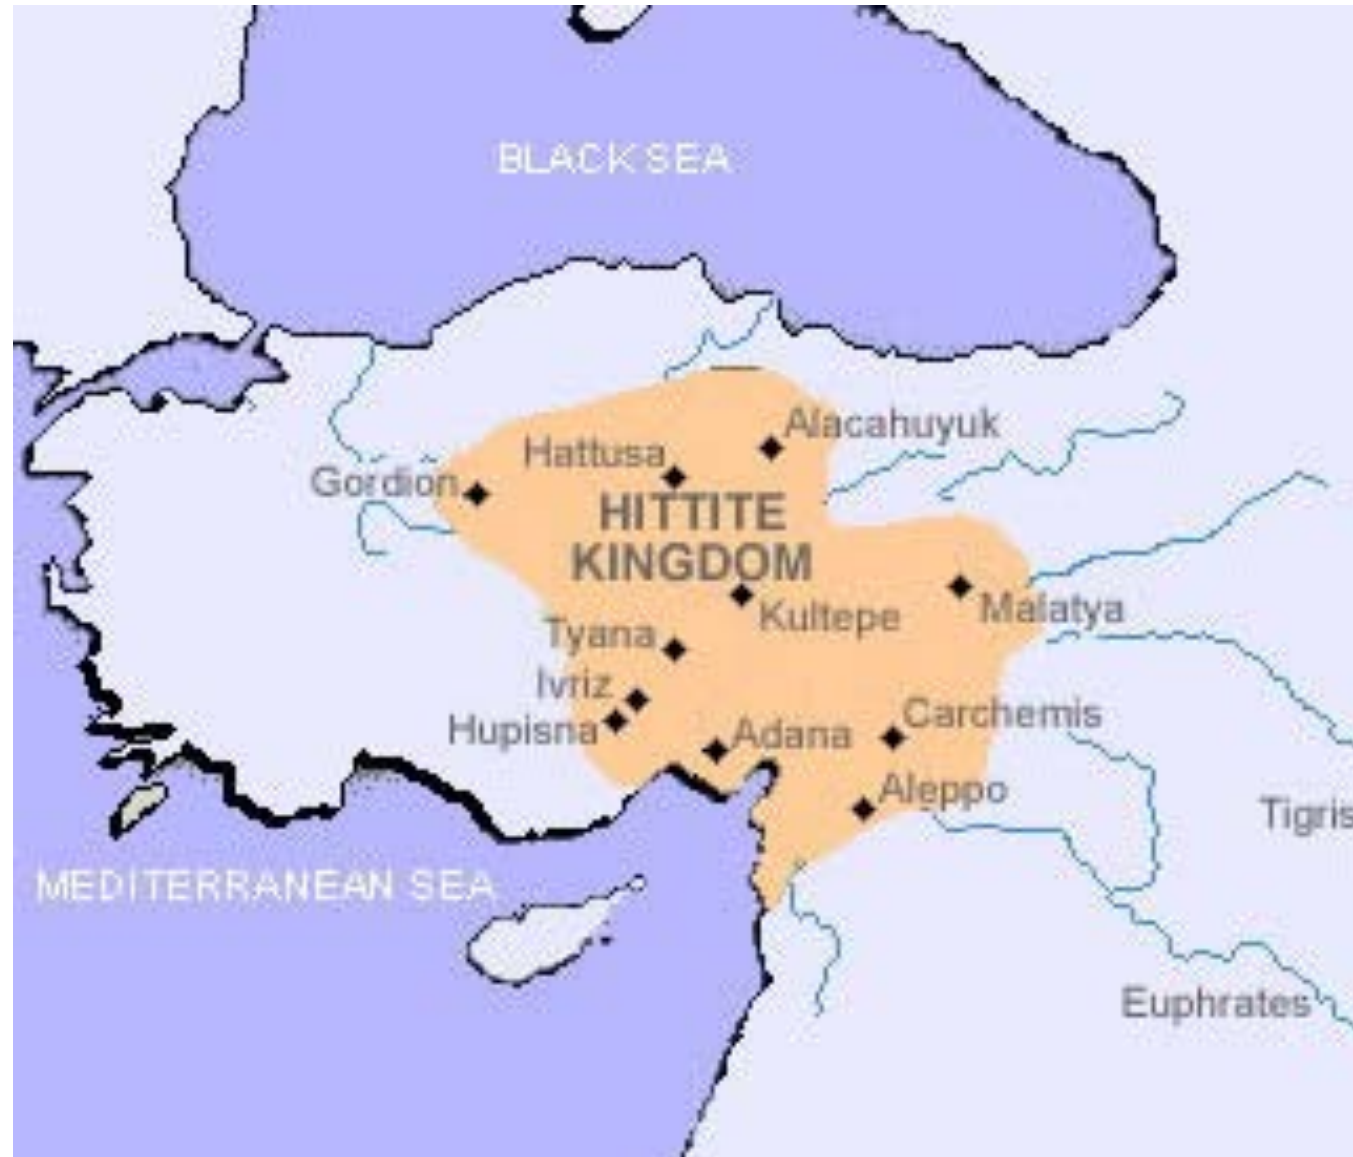 BLACK SEA
Alacahuyuk
Hattusa
Gordion
HITTITE
KINGDOM
Malatya
Kultepe
Tyana
Ivriz
Carchemis
Hupisna
Adana
Aleppo
Tigris
MEDITERRANEAN SEA
Euphrates